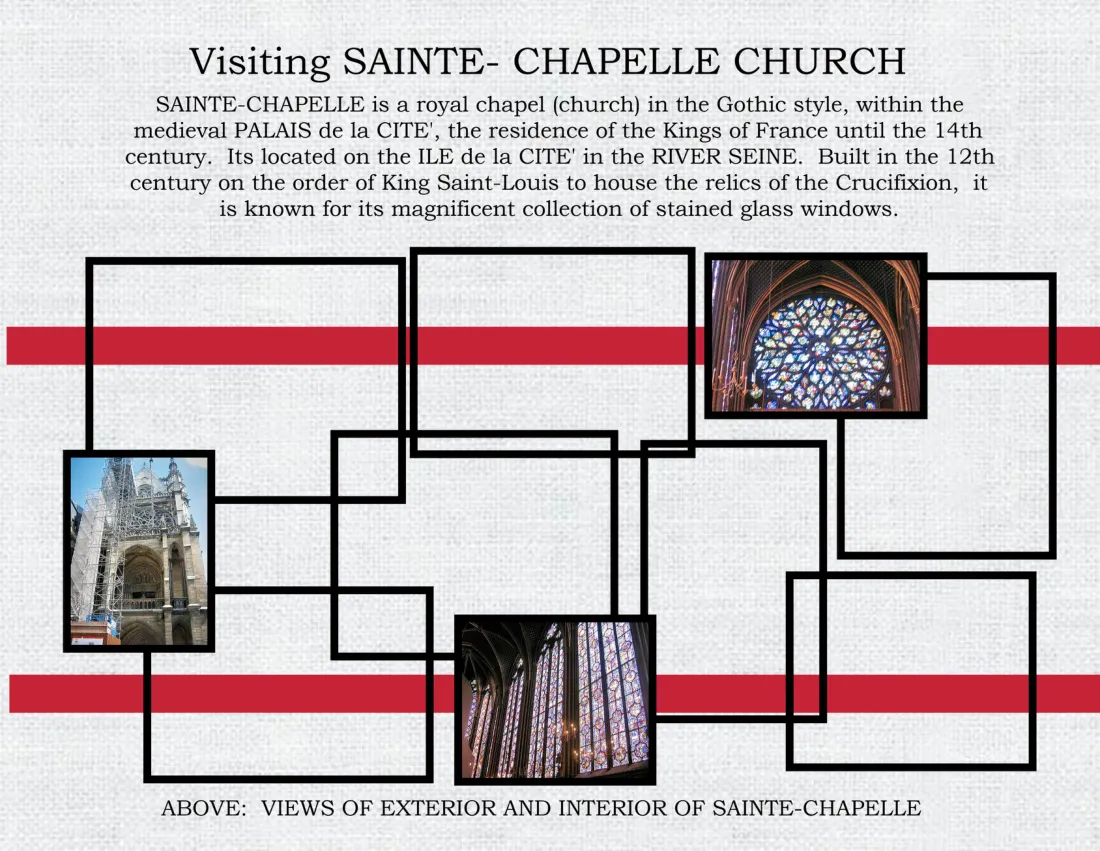 Visiting SAINTE- CHAPELLE CHURCH
SAINTE-CHAPELLE is a royal chapel (church) in the Gothic style, within the
medieval PALAIS de la CITE', the residence of the Kings of France until the 14th
century.  Its located on the ILE de la CITE' in the RIVER SEINE.  Built in the 12th
century on the order of King Saint-Louis to house the relics of the Crucifixion,  it
is known for its magnificent collection of stained glass windows.
ABOVE:  VIEWS OF EXTERIOR AND INTERIOR OF SAINTE-CHAPELLE